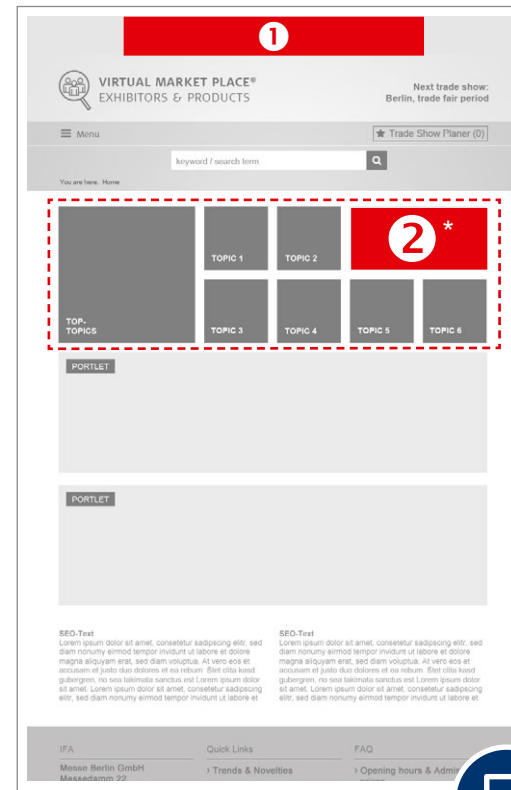 1
VIRTUAL MARKET PLACE®
EXHIBITORS & PRODUCTS
Next trade show:
Berlin, trade fair period
Menu
Trade Show Planer (0)
keyword / search term
You are here: Home
TOPIC 1
TOPIC 2
2*
TOP-
TOPICS
TOPIC 3
TOPIC 4
TOPIC 5
TOPIC 6
PORTLET
PORTLET
SEO-Text
Lorem ipsum dolor sit amet, consetetur sadipscing elitr, sed
diam nonumy eirmod tempor invidunt ut labore et dolore
magna aliquyam erat, sed diam voluptua. At vero eos et
accusam et justo duo dolores et ea rebum. Stet clita kasd
gubergren, no sea takimata sanctus est Lorem ipsum dolor
sit amet. Lorem ipsum dolor sit amet, consetetur sadipscing
elitr, sed diam nonumy eirmod tempor invidunt ut labore et
SEO-Text
Lorem ipsum dolor sit amet, consetetur sadipscing elitr, sed
diam nonumy eirmod tempor invidunt ut labore et dolore
magna aliquyam erat, sed diam voluptua. At vero eos et
accusam et justo duo dolores et ea rebum. Stet clita kasd
gubergren, no sea takimata sanctus est Lorem ipsum dolor
sit amet. Lorem ipsum dolor sit amet, consetetur sadipscing
elitr, sed diam nonumy eirmod tempor invidunt ut labore et
IFA
Messe Berlin GmbH
Messedamm 22
Quick Links
› Trends & Novelties
FAQ
› Opening hours &